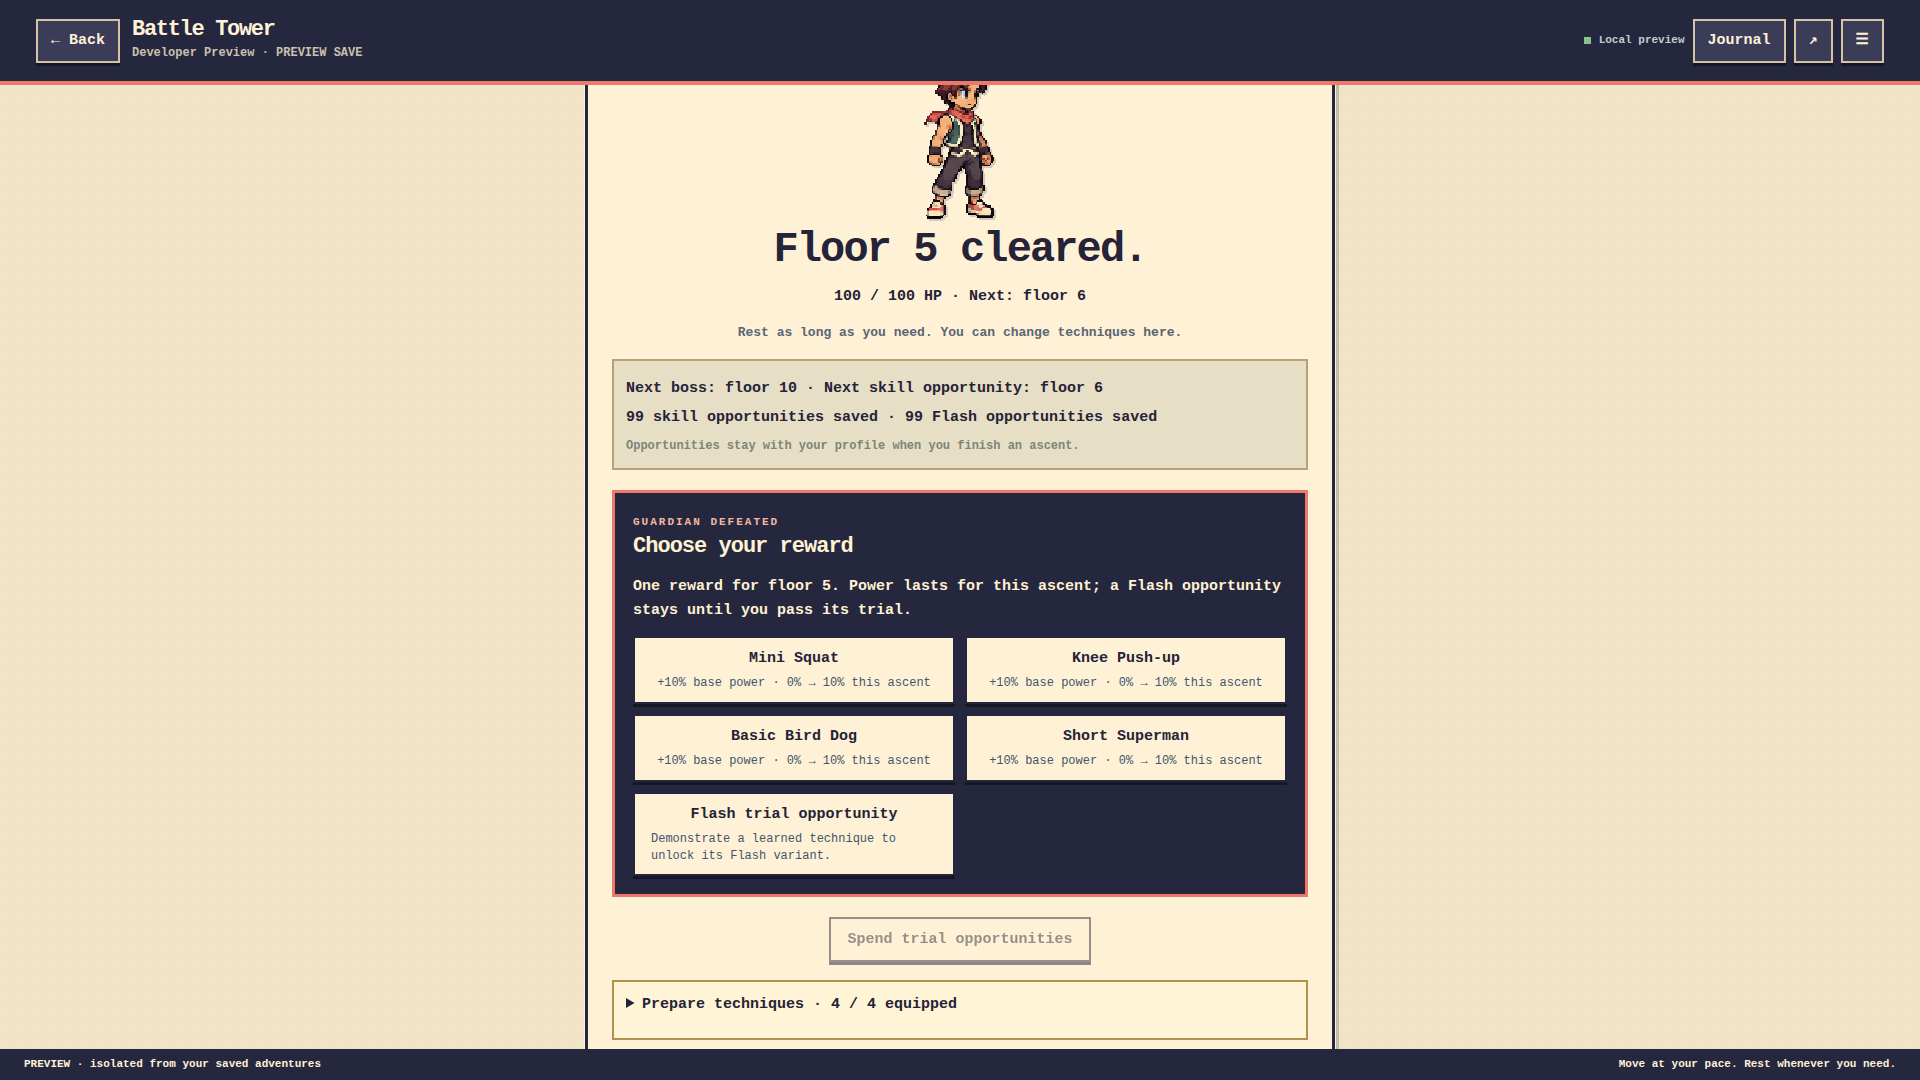 ← Back
Battle Tower
Developer Preview · PREVIEW SAVE
Local preview
Journal
↗
☰
Floor 5 cleared.
100 / 100 HP · Next: floor 6
Rest as long as you need. You can change techniques here.
Next boss: floor 10 · Next skill opportunity: floor 6
99 skill opportunities saved · 99 Flash opportunities saved
Opportunities stay with your profile when you finish an ascent.
GUARDIAN DEFEATED
Choose your reward
One reward for floor 5. Power lasts for this ascent; a Flash opportunity
stays until you pass its trial.
Mini Squat
+10% base power · 0% → 10% this ascent
Knee Push-up
+10% base power · 0% → 10% this ascent
Basic Bird Dog
+10% base power · 0% → 10% this ascent
Short Superman
+10% base power · 0% → 10% this ascent
Flash trial opportunity
Demonstrate a learned technique to
unlock its Flash variant.
Spend trial opportunities
▶ Prepare techniques · 4 / 4 equipped
PREVIEW · isolated from your saved adventures
Move at your pace. Rest whenever you need.